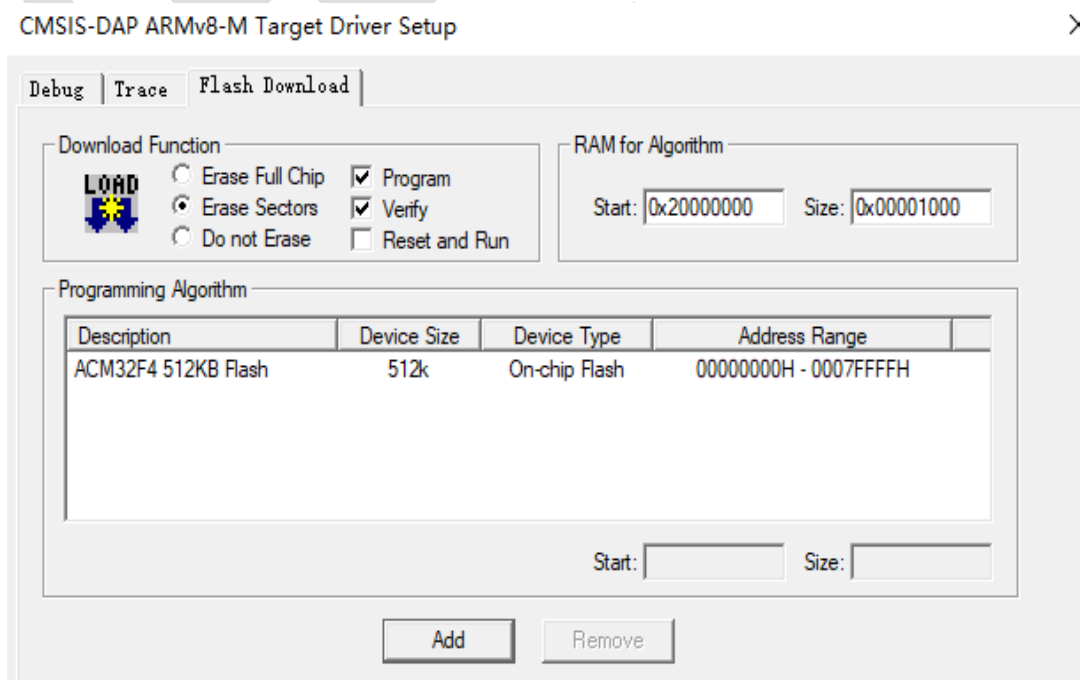 CMSIS-DAP ARMv8-M Target Driver Setup
Debug Trace Flash Download
Download Function
LOAD
Erase Full Chip
Erase Sectors
Do not Erase
Program
Verify
Reset and Run
RAM for Algorithm
Start: 0x20000000 Size: 0x00001000
Programming Algorithm
Description Device Size Device Type Address Range
ACM32F4 512KB Flash 512k On-chip Flash 00000000H - 0007FFFFH
Start: Size:
Add Remove